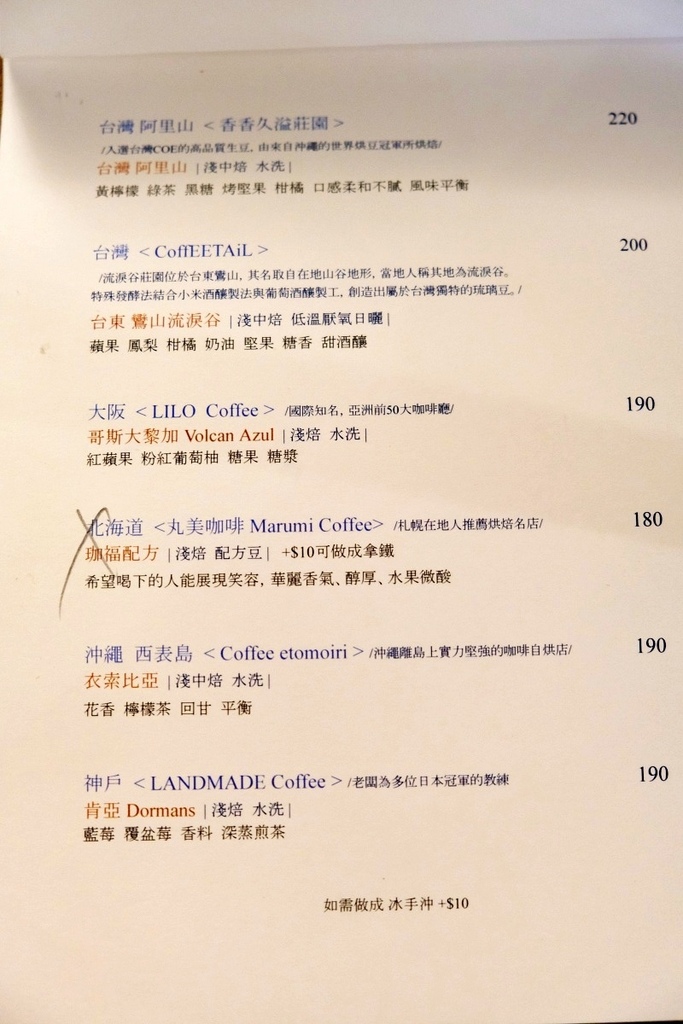 台灣 阿里山 < 香香久溢莊園 > 220
/入選台灣COE的高品質生豆, 由來自沖繩的世界烘豆冠軍所烘焙/
台灣 阿里山 | 淺中焙 水洗 |
黃檸檬 綠茶 黑糖 烤堅果 柑橘 口感柔和不膩 風味平衡
台灣 < CoffEETAiL > 200
/流淚谷莊園位於台東鸞山, 其名取自在地山谷地形, 當地人稱其地為流淚谷。
特殊發酵法結合小米酒釀製法與葡萄酒釀製工, 創造出屬於台灣獨特的琉璃豆。/
台東 鸞山流淚谷 | 淺中焙 低溫厭氧日曬 |
蘋果 鳳梨 柑橘 奶油 堅果 糖香 甜酒釀
大阪 < LILO Coffee > /國際知名, 亞洲前50大咖啡廳/ 190
哥斯大黎加 Volcan Azul | 淺焙 水洗 |
紅蘋果 粉紅葡萄柚 糖果 糖漿
北海道 <丸美咖啡 Marumi Coffee> /札幌在地人推薦烘焙名店/ 180
珈福配方 | 淺焙 配方豆 | +$10可做成拿鐵
希望喝下的人能展現笑容, 華麗香氣、醇厚、水果微酸
沖繩 西表島 < Coffee etomoiri > /沖繩離島上實力堅強的咖啡自烘店/ 190
衣索比亞 | 淺中焙 水洗 |
花香 檸檬茶 回甘 平衡
神戶 < LANDMADE Coffee > /老闆為多位日本冠軍的教練 190
肯亞 Dormans | 淺焙 水洗 |
藍莓 覆盆莓 香料 深蒸煎茶
如需做成 冰手沖 +$10